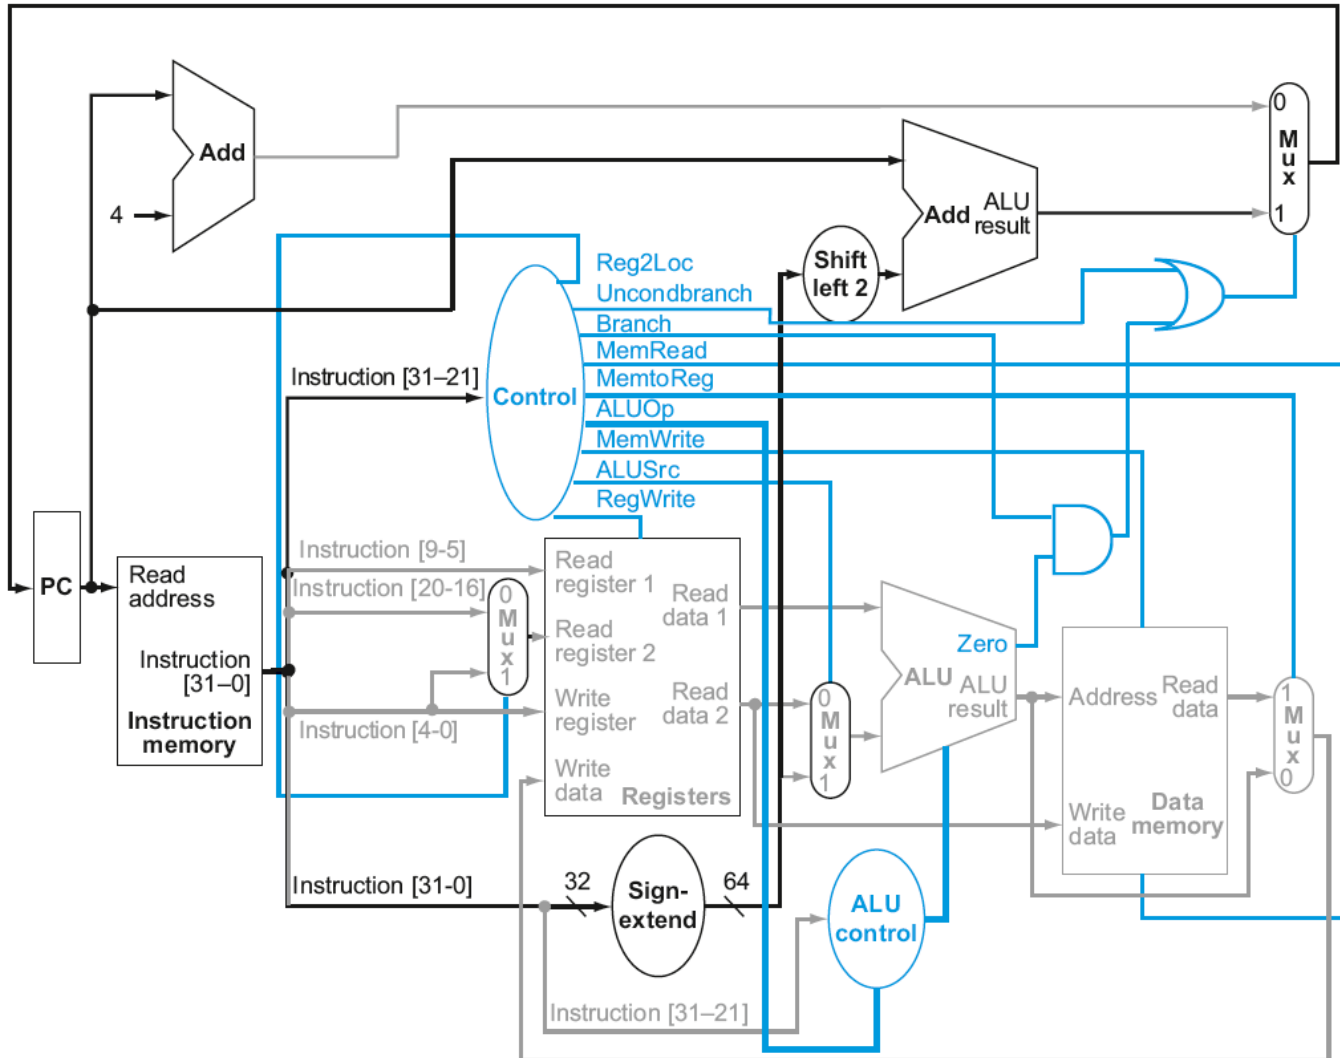 0
M
u
x
1
Add
4
Add
ALU
result
Shift
left 2
Reg2Loc
Uncondbranch
Branch
MemRead
MemtoReg
ALUOp
MemWrite
ALUSrc
RegWrite
Instruction [31–21]
Control
PC
Read
address
Instruction
[31–0]
Instruction
memory
Instruction [9-5]
Instruction [20-16]
Instruction [4-0]
0
M
u
x
1
Read
register 1
Read
register 2
Write
register
Write
data
Read
data 1
Read
data 2
Registers
0
M
u
x
1
Zero
ALU
ALU
result
Address
Read
data
Write
data
Data
memory
1
M
u
x
0
Instruction [31-0]
32
Sign-
extend
64
ALU
control
Instruction [31–21]